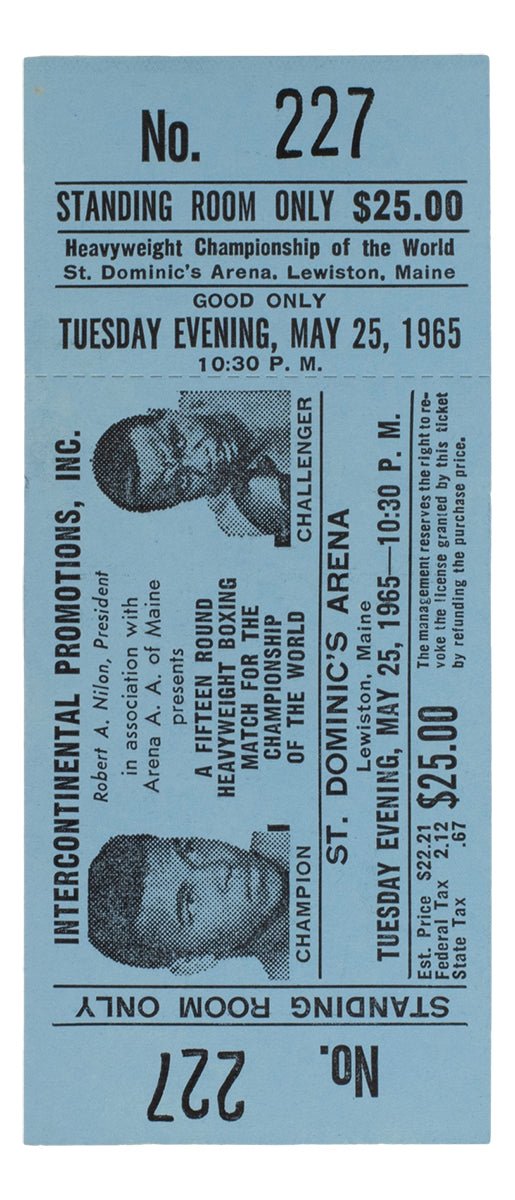 No. 227
STANDING ROOM ONLY $25.00
Heavyweight Championship of the World
St. Dominic's Arena. Lewiston, Maine
GOOD ONLY
TUESDAY EVENING, MAY 25, 1965
10:30 P. M.
INTERCONTINENTAL PROMOTIONS, INC.
Robert A. Nilon, President
in association with
Arena A. A. of Maine
presents
A FIFTEEN ROUND
HEAVYWEIGHT BOXING
MATCH FOR THE
CHAMPIONSHIP
OF THE WORLD
CHAMPION
CHALLENGER
ST. DOMINIC'S ARENA
Lewiston, Maine
TUESDAY EVENING, MAY 25, 1965—10:30 P. M.
Est. Price $22.21
Federal Tax 2.12
State Tax .67
$25.00
The management reserves the right to re-
voke the license granted by this ticket
by refunding the purchase price.
STANDING ROOM ONLY
No. 227